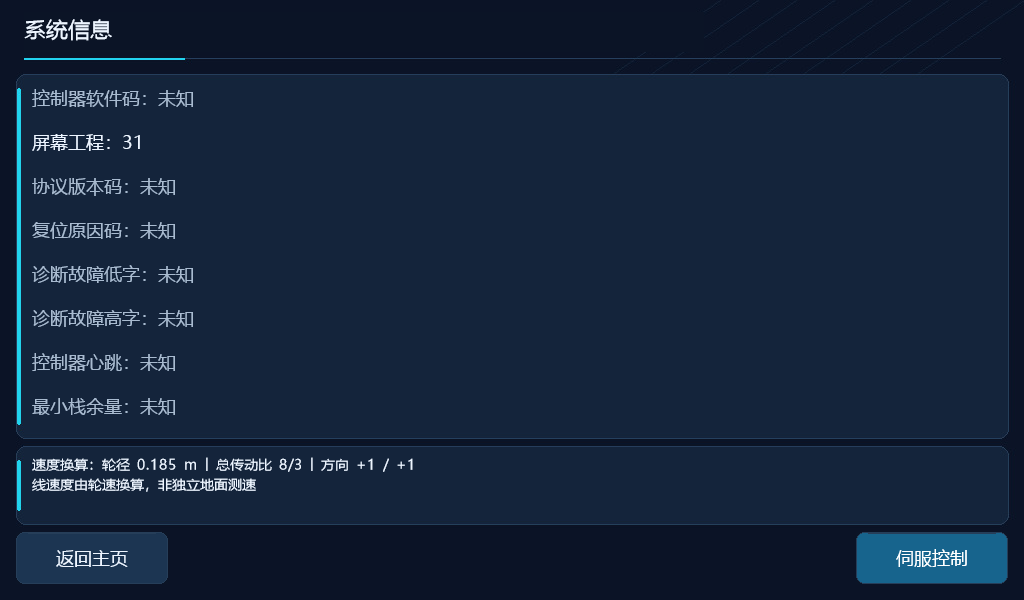 系统信息
控制器软件码：未知
屏幕工程：31
协议版本码：未知
复位原因码：未知
诊断故障低字：未知
诊断故障高字：未知
控制器心跳：未知
最小栈余量：未知
速度换算：轮径 0.185 m | 总传动比 8/3 | 方向 +1 / +1
线速度由轮速换算，非独立地面测速
返回主页
伺服控制